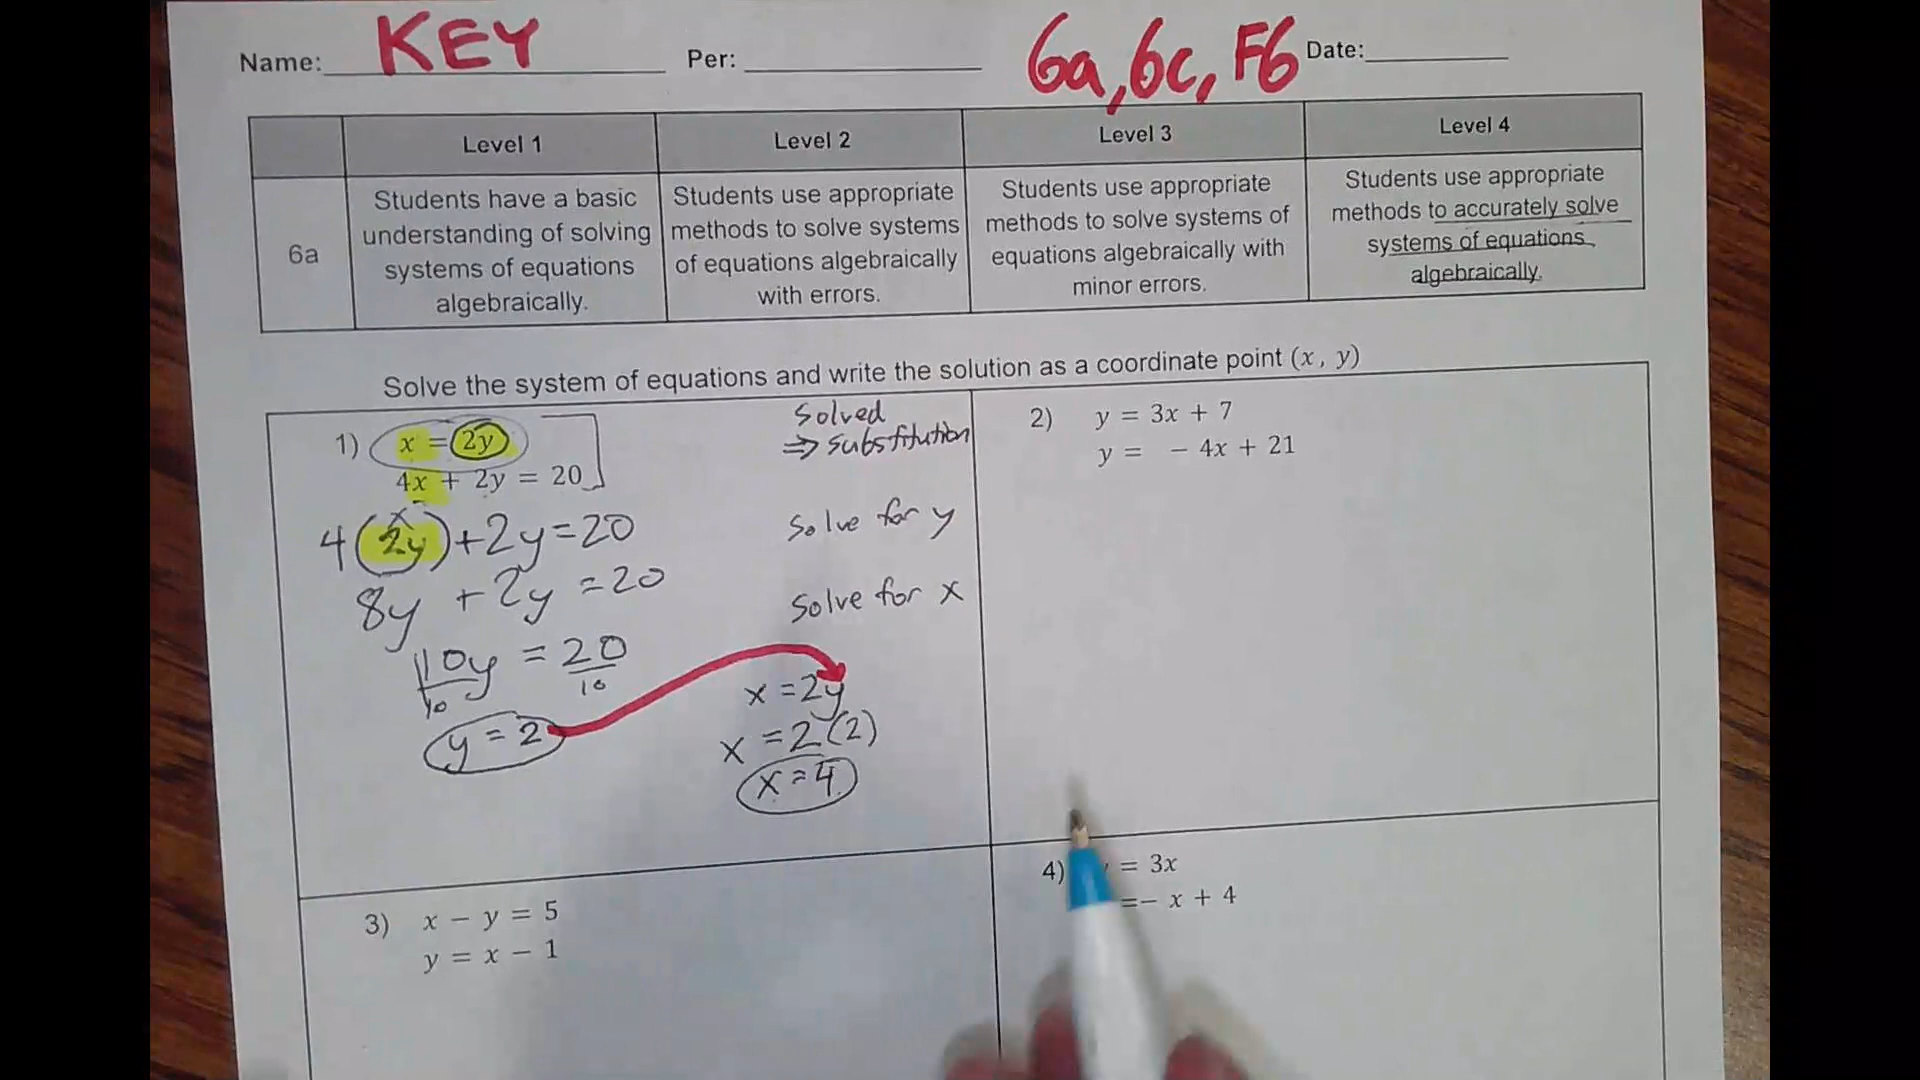 Name: KEY Per: 6a, 6c, F6 Date:
Level 1 Level 2 Level 3 Level 4
6a
Students have a basic
understanding of solving
systems of equations
algebraically.
Students use appropriate
methods to solve systems
of equations algebraically
with errors.
Students use appropriate
methods to solve systems of
equations algebraically with
minor errors.
Students use appropriate
methods to accurately solve
systems of equations
algebraically.
Solve the system of equations and write the solution as a coordinate point (x, y)
1) x = 2y
4x + 2y = 20
4(2y)+2y=20
8y + 2y = 20
10y = 20
10 10
y = 2
Solved
⇒ substitution
Solve for y
Solve for x
x = 2y
x = 2(2)
x = 4
2) y = 3x + 7
y = - 4x + 21
3) x − y = 5
y = x − 1
4) = 3x
=− x + 4